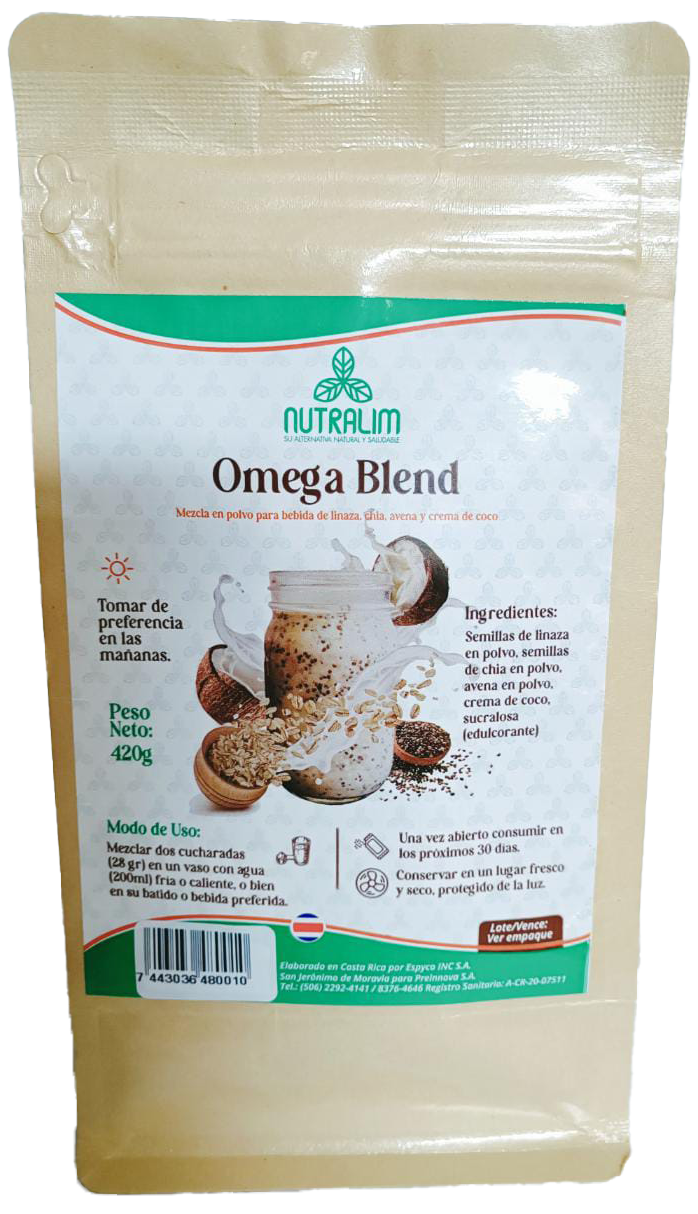 NUTRALIM
SU ALTERNATIVA NATURAL Y SALUDABLE
Omega Blend
Mezcla en polvo para bebida de linaza, chia, avena y crema de coco
Tomar de
preferencia
en las
mañanas.
Peso
Neto:
420g
Ingredientes:
Semillas de linaza
en polvo, semillas
de chia en polvo,
avena en polvo,
crema de coco,
sucralosa
(edulcorante)
Modo de Uso:
Mezclar dos cucharadas
(28 gr) en un vaso con agua
(200ml) fria o caliente, o bien
en su batido o bebida preferida.
Una vez abierto consumir en
los próximos 30 días.
Conservar en un lugar fresco
y seco, protegido de la luz.
Lote/Vence:
Ver empaque
7 443036 480010
Elaborado en Costa Rica por Espyco INC S.A.
San Jerónimo de Moravia para Preinnova S.A.
Tel.: (506) 2292-4141 / 8376-4646 Registro Sanitario: A-CR-20-07511